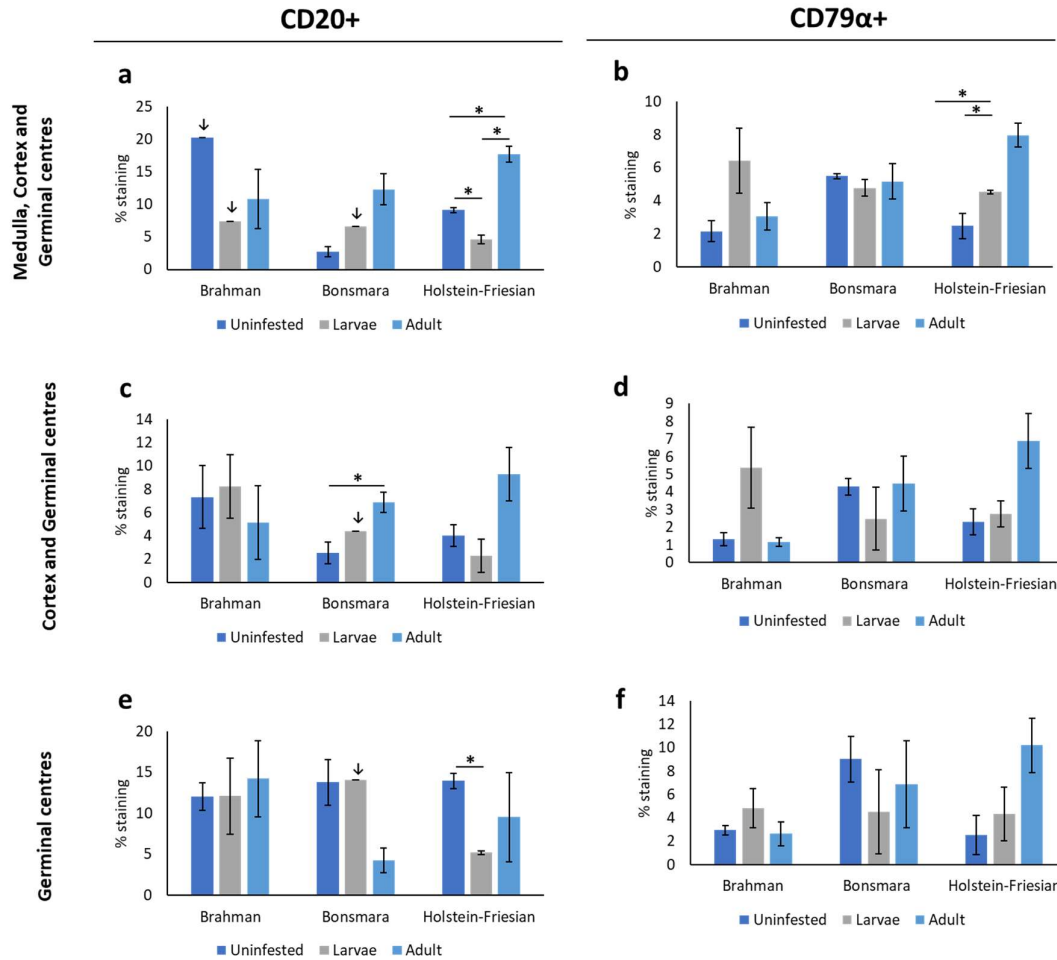 CD20+
CD79α+
Medulla, Cortex and
Germinal centres
a
25
20
15
10
5
0
% staining
↓
↓
↓
*
*
*
Brahman
Bonsmara
Holstein-Friesian
Uninfested
Larvae
Adult
b
10
8
6
4
2
0
% staining
*
*
Brahman
Bonsmara
Holstein-Friesian
Uninfested
Larvae
Adult
Cortex and Germinal centres
c
14
12
10
8
6
4
2
0
% staining
*
↓
Brahman
Bonsmara
Holstein-Friesian
Uninfested
Larvae
Adult
d
9
8
7
6
5
4
3
2
1
0
% staining
Brahman
Bonsmara
Holstein-Friesian
Uninfested
Larvae
Adult
Germinal centres
e
20
15
10
5
0
% staining
↓
*
Brahman
Bonsmara
Holstein-Friesian
Uninfested
Larvae
Adult
f
14
12
10
8
6
4
2
0
% staining
Brahman
Bonsmara
Holstein-Friesian
Uninfested
Larvae
Adult